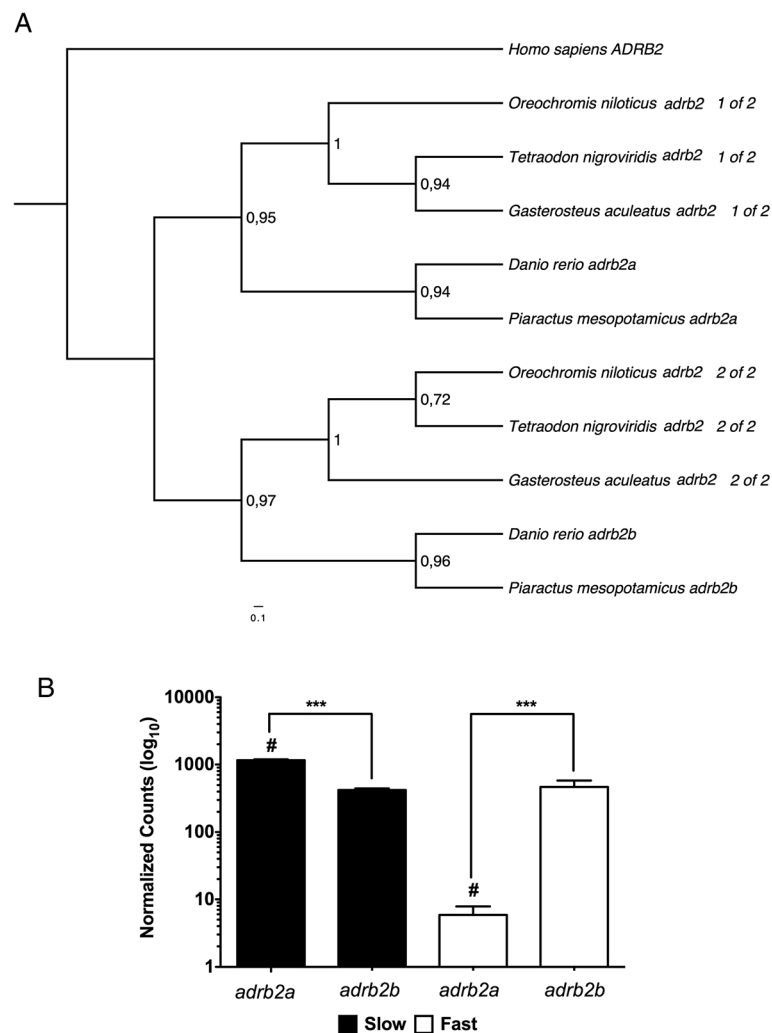 A
Homo sapiens ADRB2
Oreochromis niloticus adrb2 1 of 2
1
Tetraodon nigroviridis adrb2 1 of 2
0,94
Gasterosteus aculeatus adrb2 1 of 2
0,95
Danio rerio adrb2a
0,94
Piaractus mesopotamicus adrb2a
Oreochromis niloticus adrb2 2 of 2
0,72
Tetraodon nigroviridis adrb2 2 of 2
1
Gasterosteus aculeatus adrb2 2 of 2
0,97
Danio rerio adrb2b
0,96
Piaractus mesopotamicus adrb2b
0.1
B
Normalized Counts (log10)
10000
1000
100
10
1
***
***
#
#
adrb2a adrb2b adrb2a adrb2b
Slow Fast